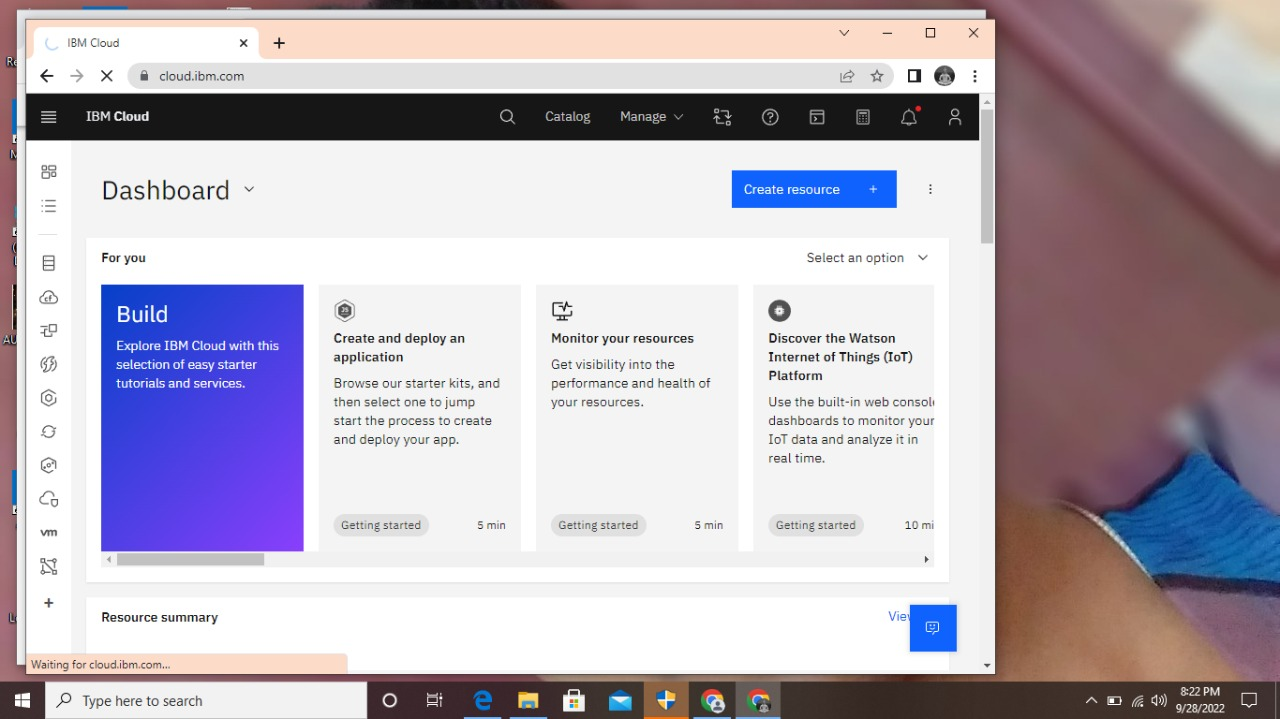 IBM Cloud
cloud.ibm.com
IBM Cloud
Catalog
Manage
Dashboard
Create resource +
For you
Select an option
Build
Explore IBM Cloud with this
selection of easy starter
tutorials and services.
JS
Create and deploy an
application
Browse our starter kits, and
then select one to jump
start the process to create
and deploy your app.
Getting started
5 min
Monitor your resources
Get visibility into the
performance and health of
your resources.
Getting started
5 min
Discover the Watson
Internet of Things (IoT)
Platform
Use the built-in web console
dashboards to monitor your
IoT data and analyze it in
real time.
Getting started
10 mi
cf
vm
Resource summary
Vie
Waiting for cloud.ibm.com...
Type here to search
8:22 PM
9/28/2022